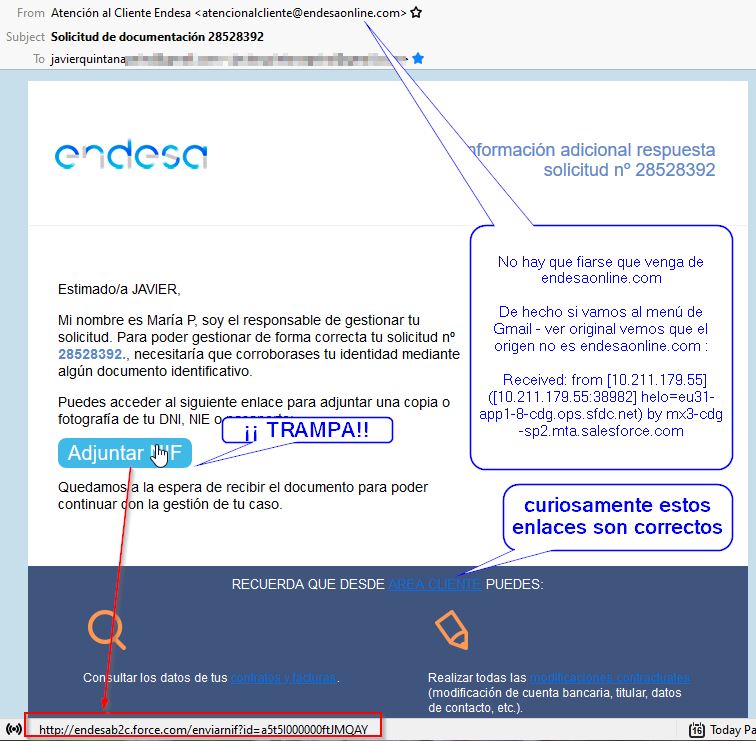 From Atención al Cliente Endesa <atencionalcliente@endesaonline.com>
Subject Solicitud de documentación 28528392
To javierquintana
endesa
nformación adicional respuesta
solicitud nº 28528392
No hay que fiarse que venga de
endesaonline.com
De hecho si vamos al menú de
Gmail - ver original vemos que el
origen no es endesaonline.com :
Received: from [10.211.179.55]
([10.211.179.55:38982] helo=eu31-
app1-8-cdg.ops.sfdc.net) by mx3-cdg
-sp2.mta.salesforce.com
Estimado/a JAVIER,
Mi nombre es María P, soy el responsable de gestionar tu
solicitud. Para poder gestionar de forma correcta tu solicitud nº
28528392., necesitaría que corroborases tu identidad mediante
algún documento identificativo.
Puedes acceder al siguiente enlace para adjuntar una copia o
fotografía de tu DNI, NIE o
¡¡ TRAMPA!!
Adjuntar NIF
Quedamos a la espera de recibir el documento para poder
continuar con la gestión de tu caso.
curiosamente estos
enlaces son correctos
RECUERDA QUE DESDE AREA CLIENTE PUEDES:
Consultar los datos de tus contratos y facturas.
Realizar todas las modificaciones contractuales
(modificación de cuenta bancaria, titular, datos
de contacto, etc.).
http://endesab2c.force.com/enviarnif?id=a5t5I000000ftJMQAY
16 Today Pa